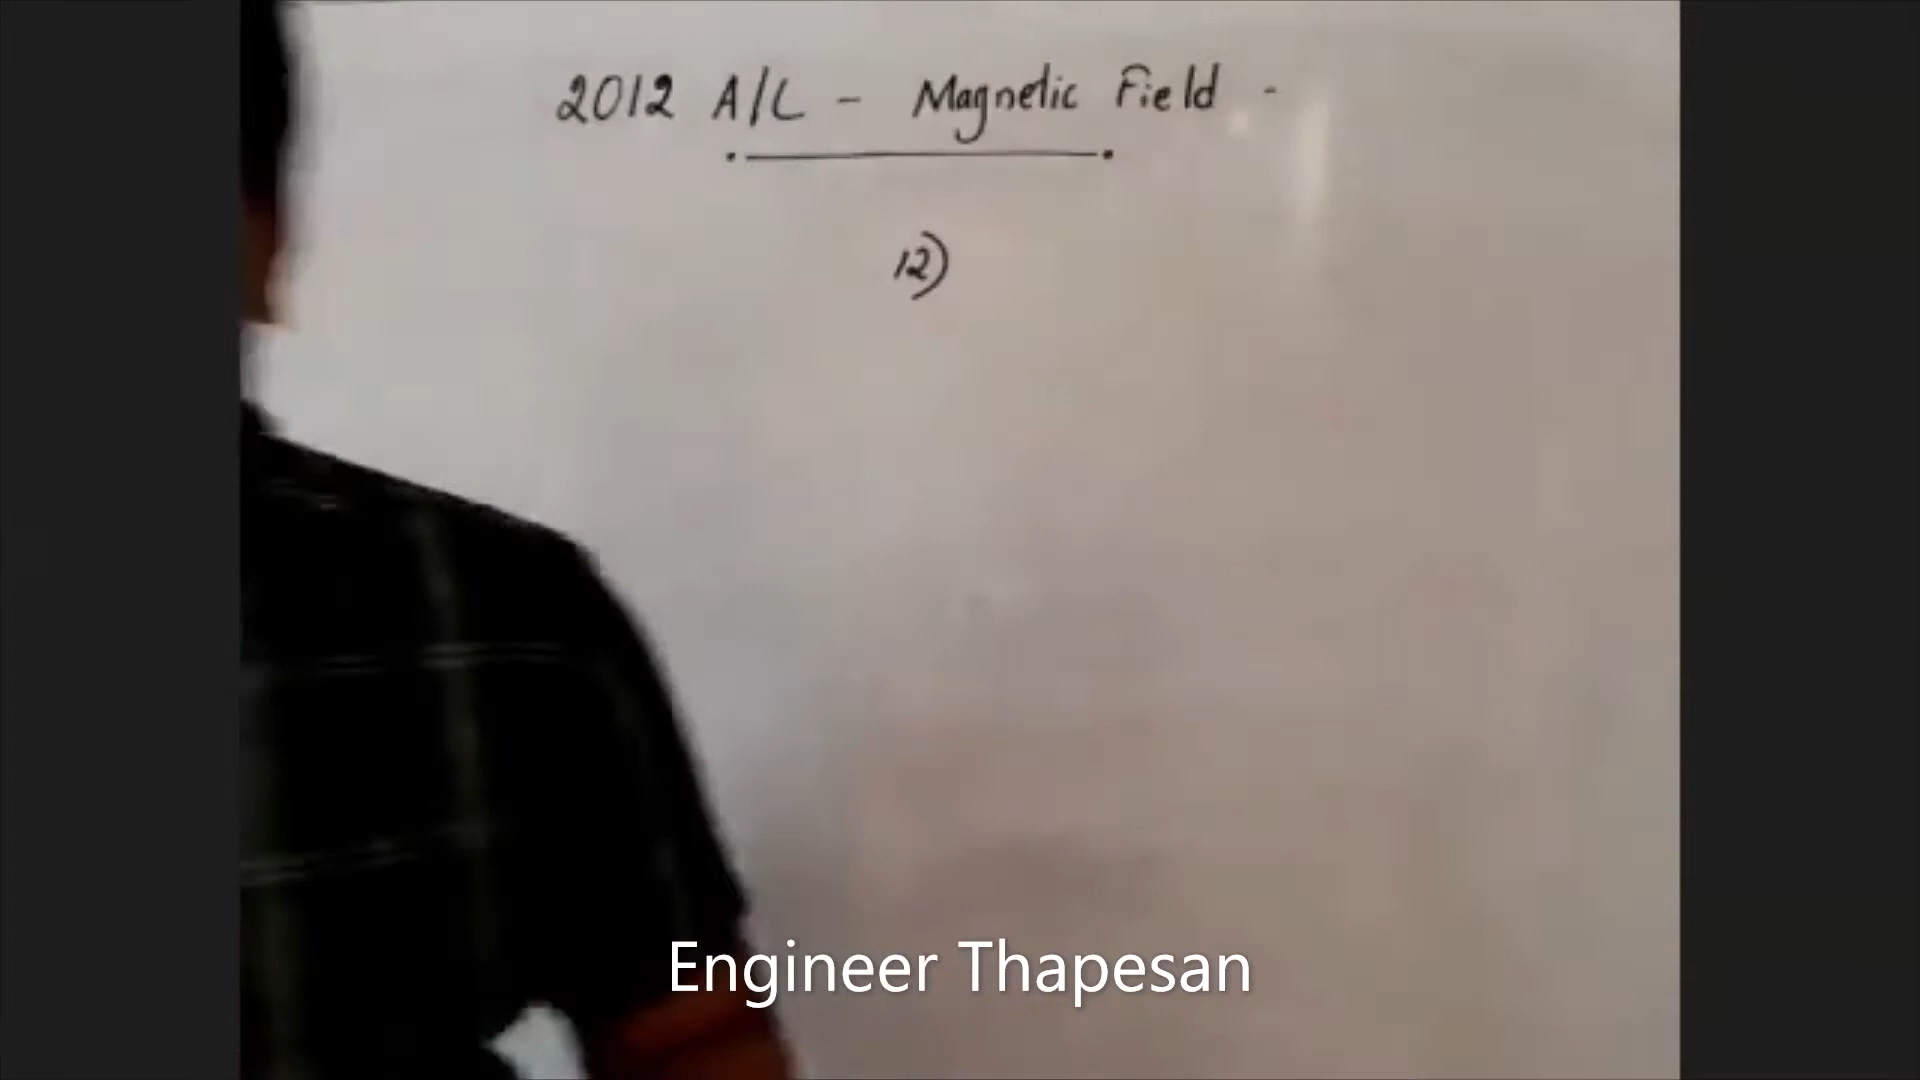 2012 A/L - Magnetic Field -
12)
Engineer Thapesan